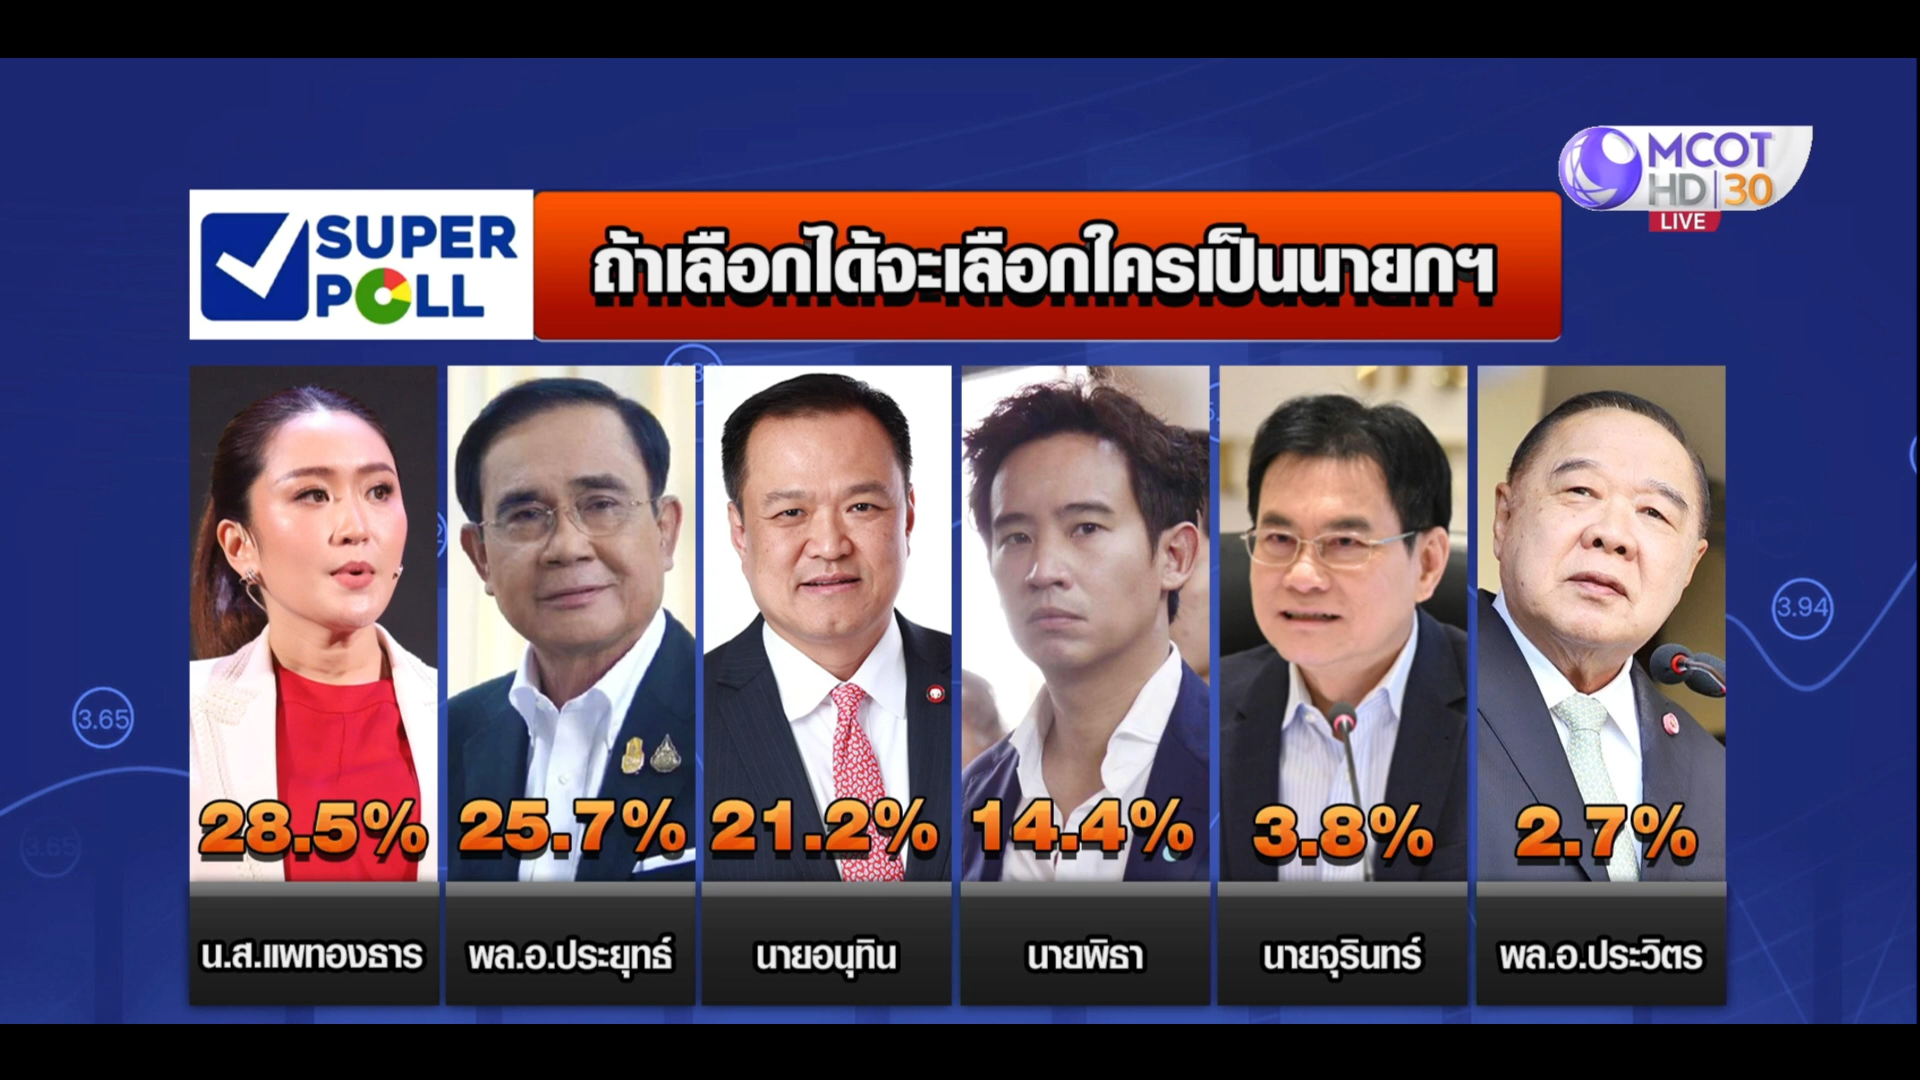 MCOT
HD 30
LIVE
SUPER
POLL
ถ้าเลือกได้จะเลือกใครเป็นนายกฯ
28.5% 25.7% 21.2% 14.4% 3.8% 2.7%
น.ส.แพทองธาร พล.อ.ประยุทธ์ นายอนุทิน นายพิธา นายจุรินทร์ พล.อ.ประวิตร
3.94
3.65
3.65